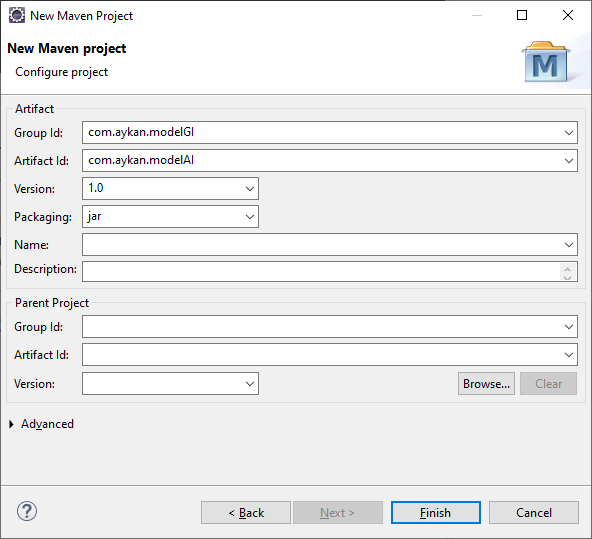 New Maven Project
New Maven project
Configure project
M
Artifact
Group Id: com.aykan.modelGI
Artifact Id: com.aykan.modelAI
Version: 1.0
Packaging: jar
Name:
Description:
Parent Project
Group Id:
Artifact Id:
Version: Browse... Clear
Advanced
? < Back Next > Finish Cancel